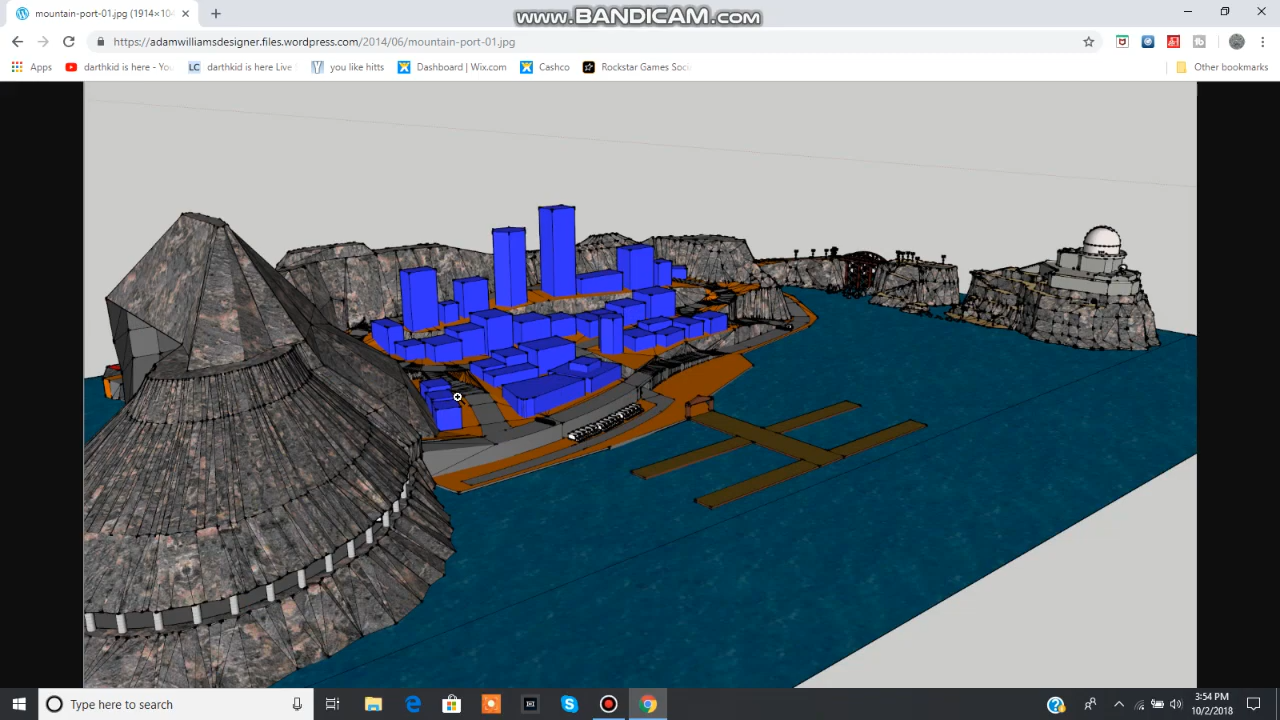 mountain-port-01.jpg (1914×10
www.BANDICAM.com
https://adamwilliamsdesigner.files.wordpress.com/2014/06/mountain-port-01.jpg
Apps
darthkid is here - You
LC
darthkid is here Live
you like hitts
Dashboard | Wix.com
Cashco
Rockstar Games Soci
Other bookmarks
Type here to search
3:54 PM
10/2/2018